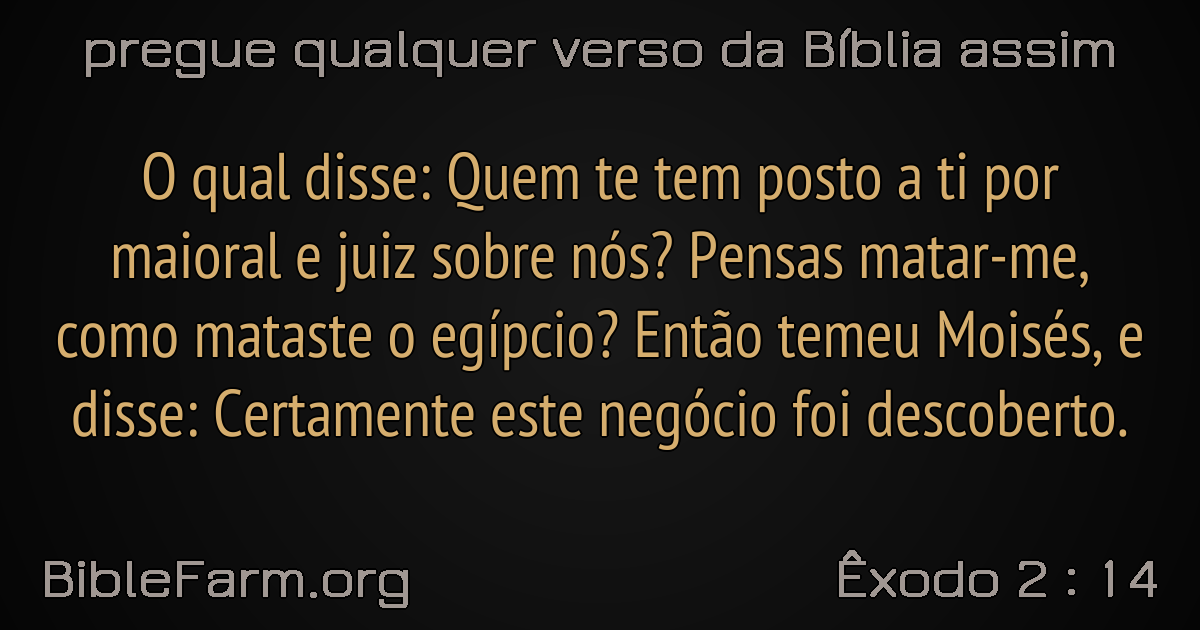 pregue qualquer verso da Bíblia assim
O qual disse: Quem te tem posto a ti por
maioral e juiz sobre nós? Pensas matar-me,
como mataste o egípcio? Então temeu Moisés, e
disse: Certamente este negócio foi descoberto.
BibleFarm.org
Êxodo 2 : 14